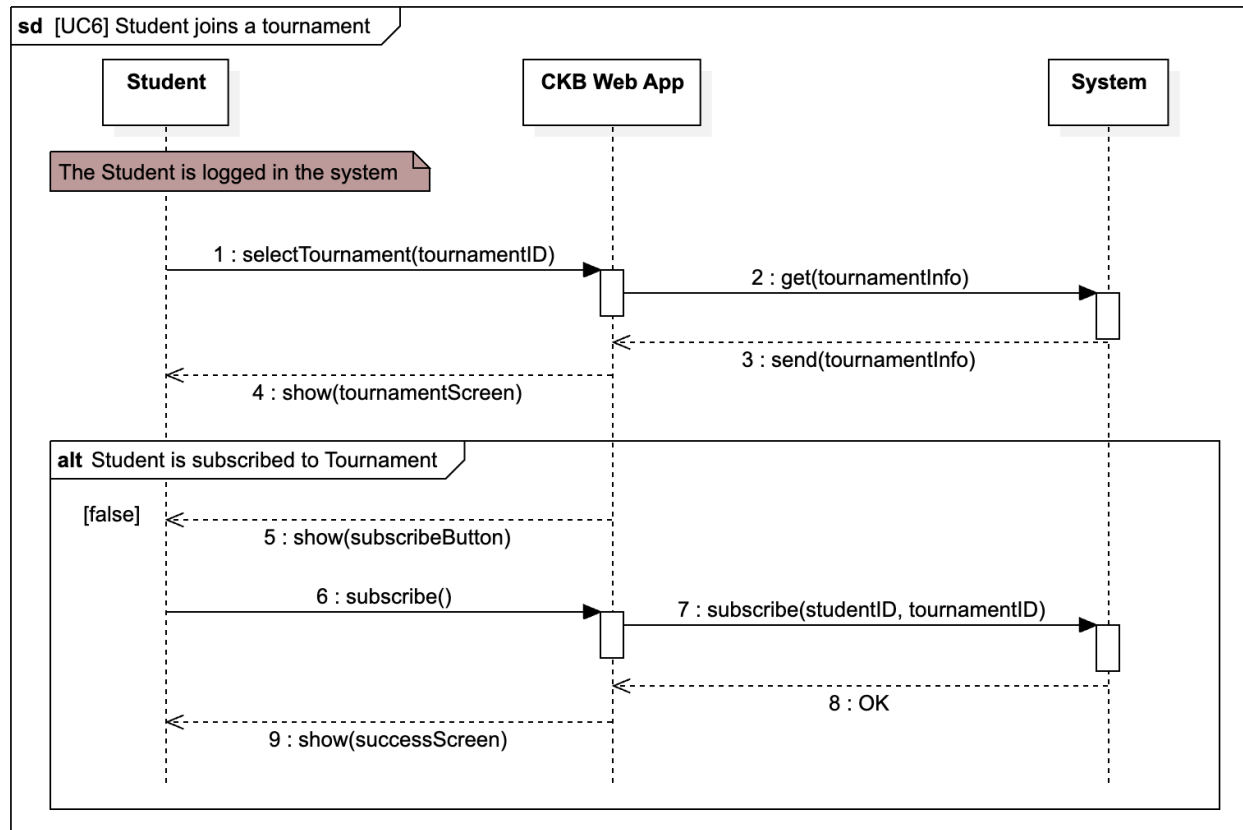 sd [UC6] Student joins a tournament
Student
CKB Web App
System
The Student is logged in the system
1 : selectTournament(tournamentID)
2 : get(tournamentInfo)
3 : send(tournamentInfo)
4 : show(tournamentScreen)
alt Student is subscribed to Tournament
[false]
5 : show(subscribeButton)
6 : subscribe()
7 : subscribe(studentID, tournamentID)
8 : OK
9 : show(successScreen)